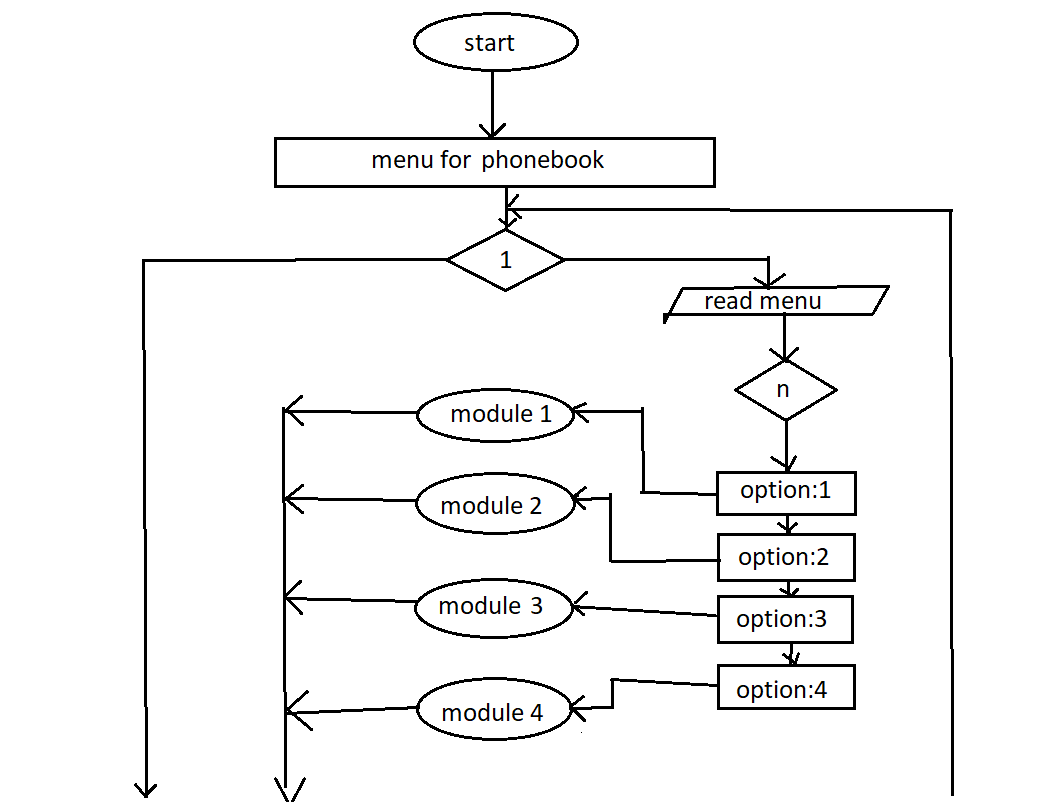 start
menu for phonebook
1
read menu
n
module 1
option:1
module 2
option:2
module 3
option:3
module 4
option:4